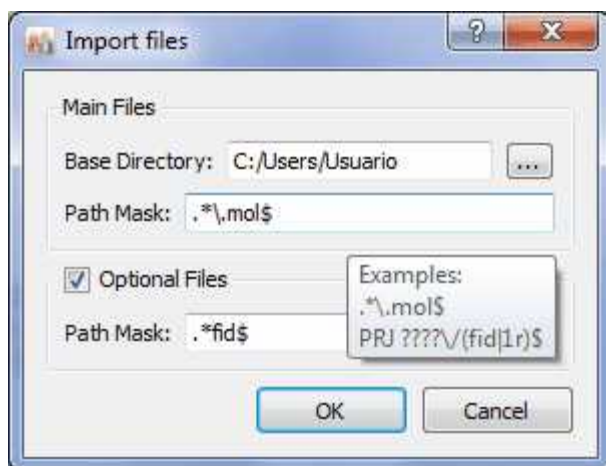 Import files
Main Files
Base Directory: C:/Users/Usuario ...
Path Mask: .*\.mol$
Optional Files
Examples:
.*\.mol$
PRJ ????\/(fid|1r)$
Path Mask: .*fid$
OK Cancel